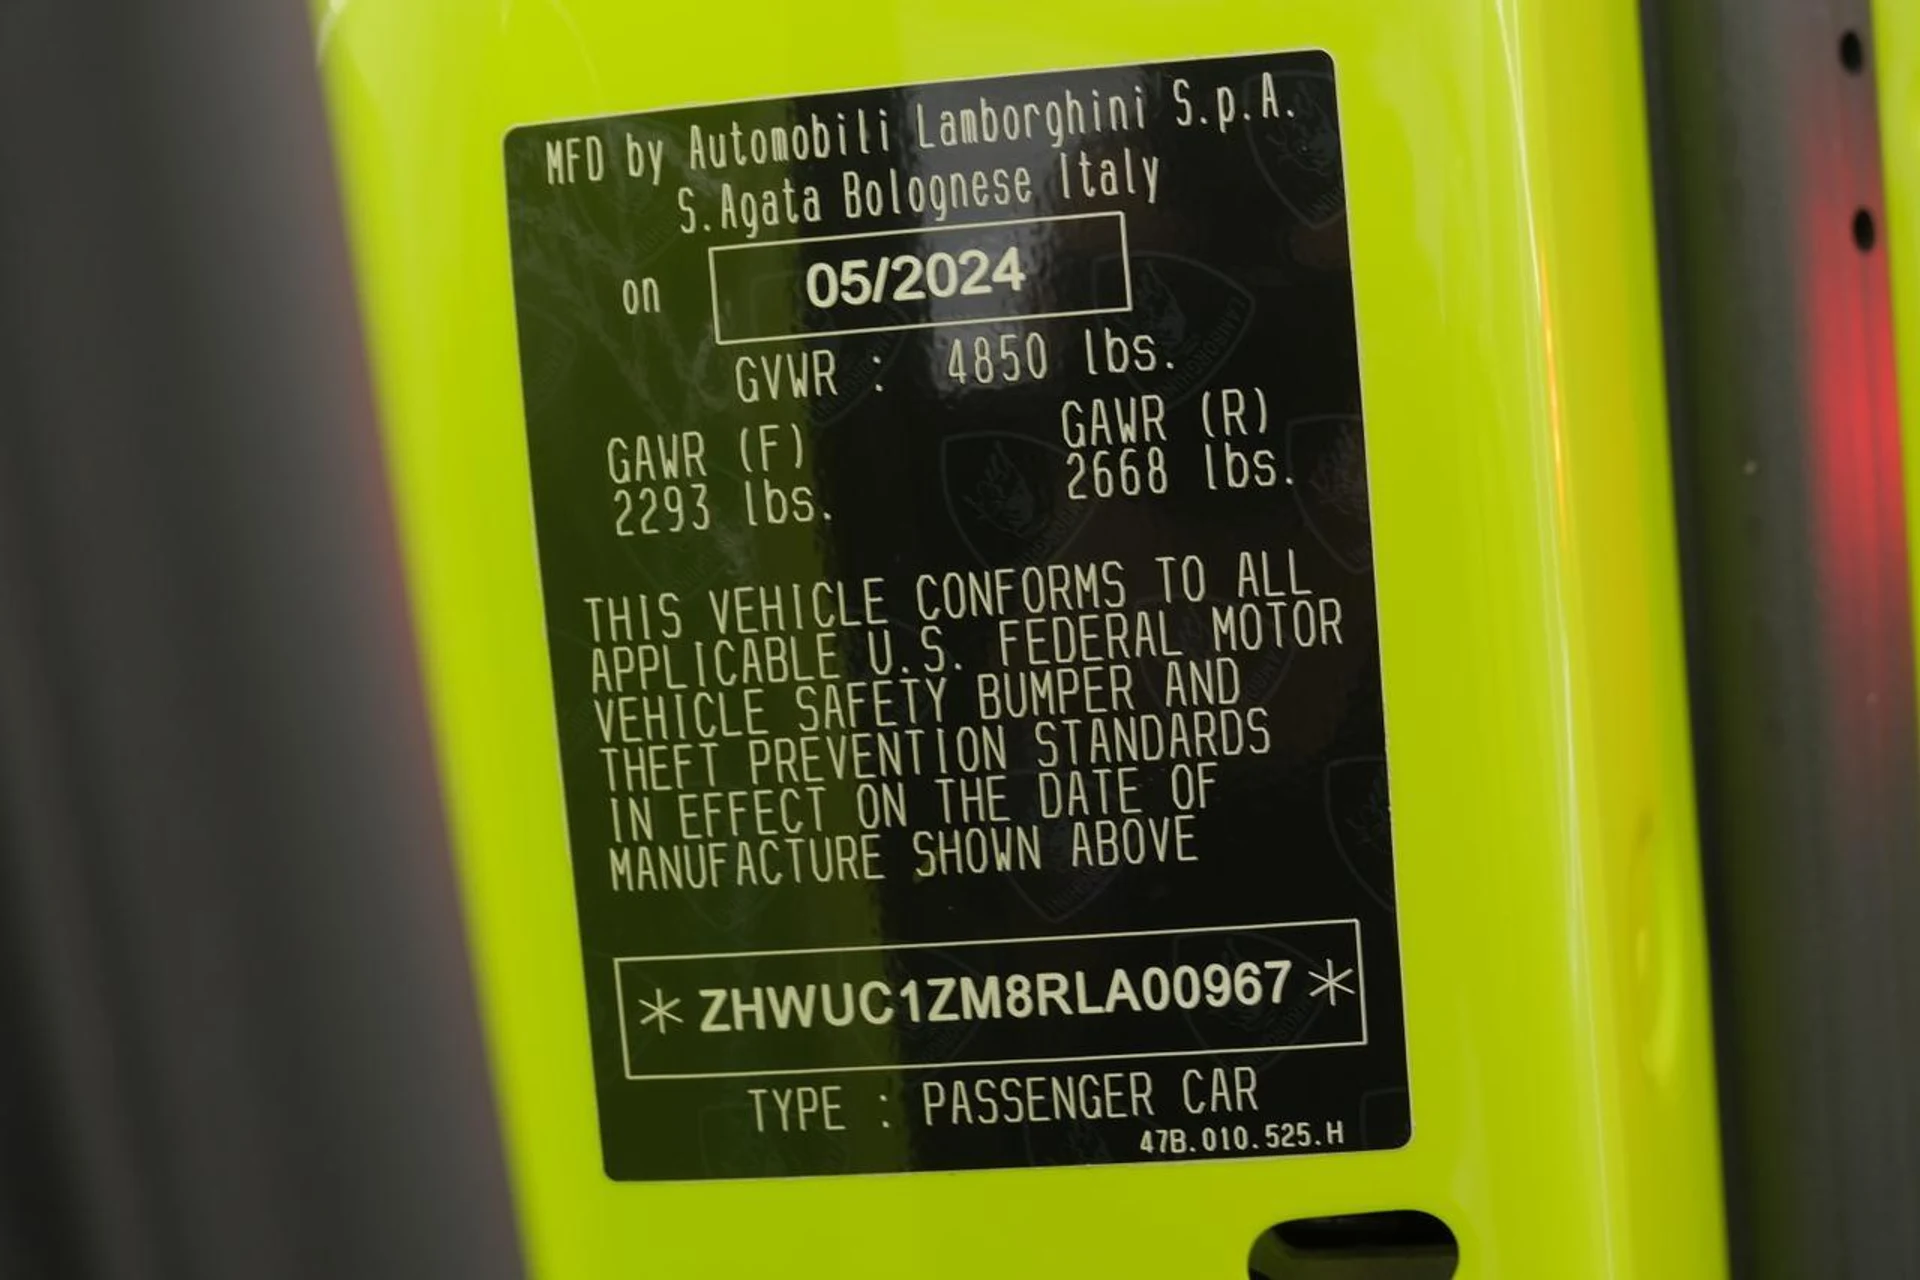 MFD by Automobili Lamborghini S.p.A.
S.Agata Bolognese Italy
on 05/2024
GVWR : 4850 lbs.
GAWR (F) GAWR (R)
2293 lbs. 2668 lbs.
THIS VEHICLE CONFORMS TO ALL
APPLICABLE U.S. FEDERAL MOTOR
VEHICLE SAFETY BUMPER AND
THEFT PREVENTION STANDARDS
IN EFFECT ON THE DATE OF
MANUFACTURE SHOWN ABOVE
* ZHWUC1ZM8RLA00967 *
TYPE : PASSENGER CAR
47B.010.525.H